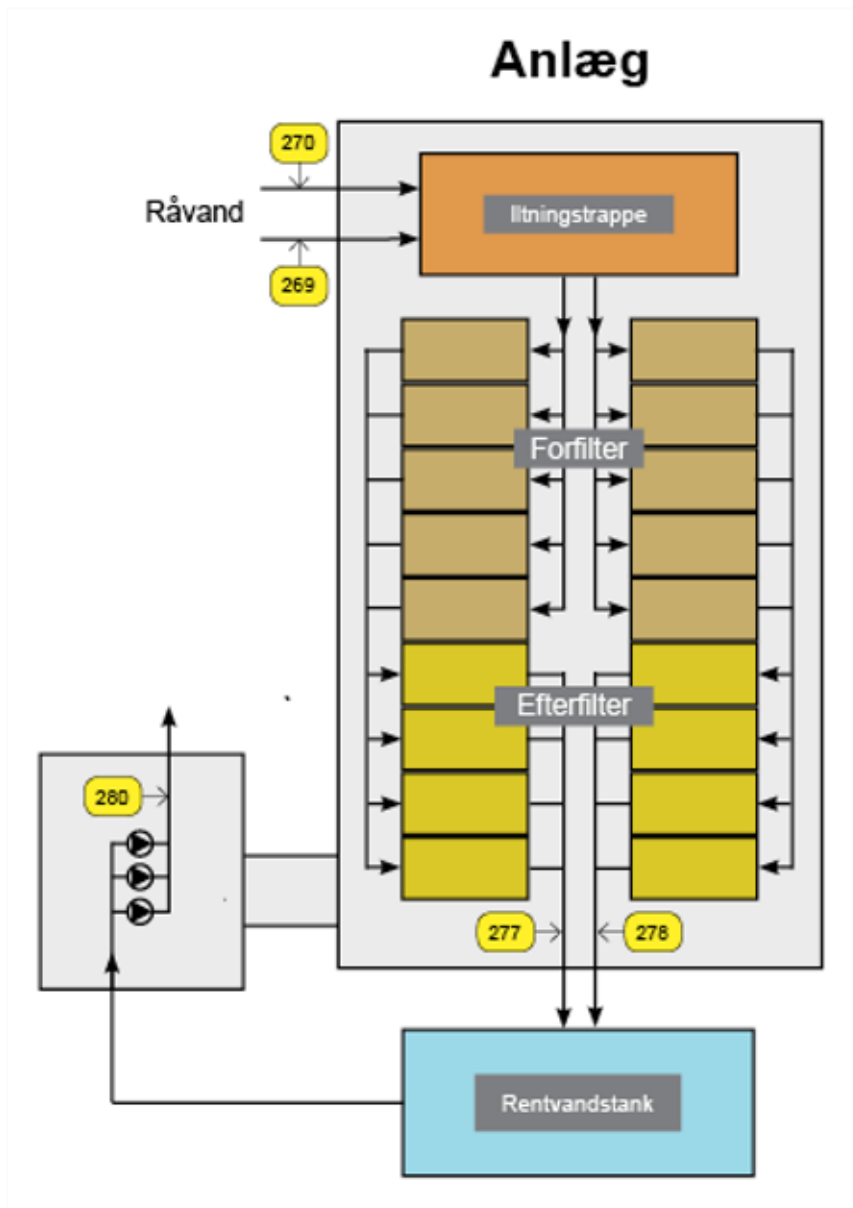 Anlæg
270
Råvand
Iltningstrappe
269
Forfilter
Efterfilter
280
277
278
Rentvandstank